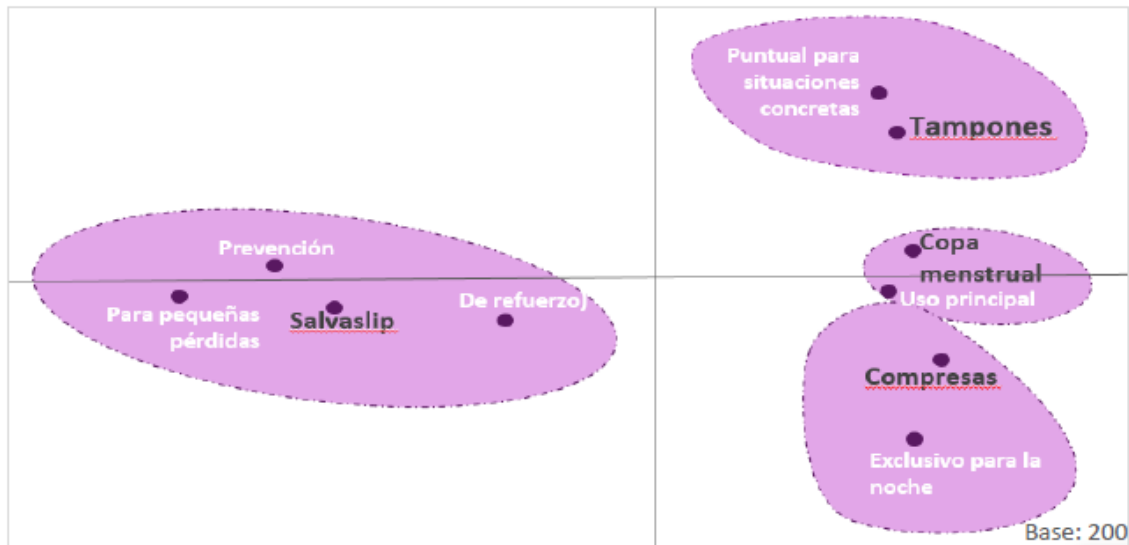 Puntual para
situaciones
concretas
Tampones
Prevención
Copa
menstrual
Para pequeñas
pérdidas
Salvaslip
De refuerzo)
Uso principal
Compresas
Exclusivo para la
noche
Base: 200